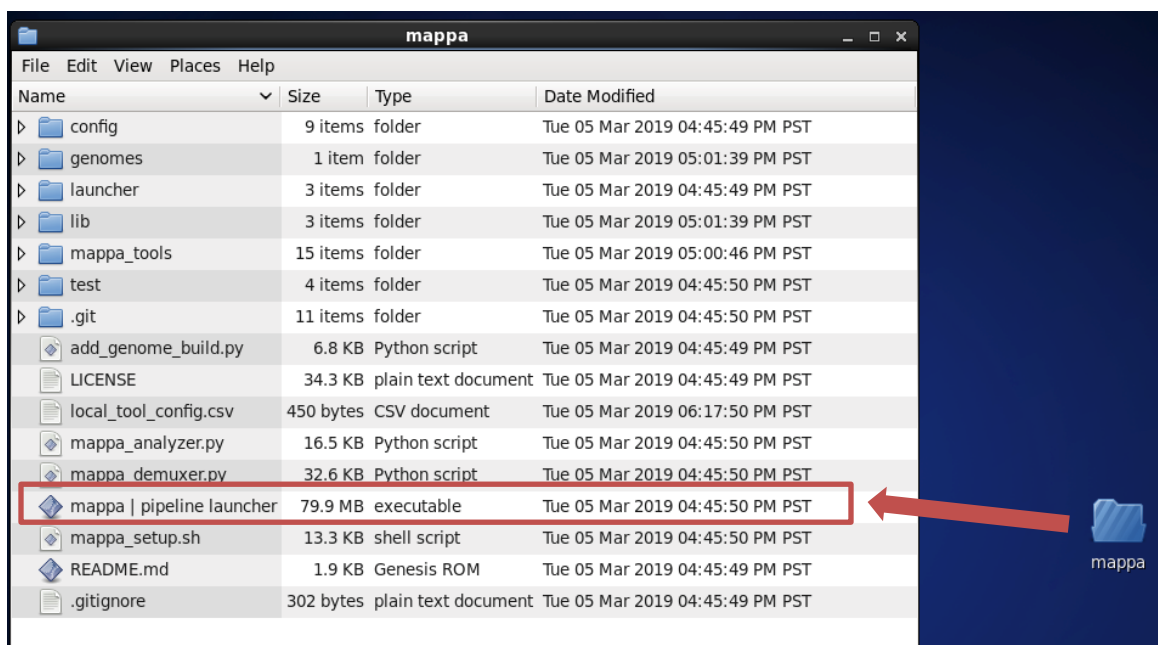 mappa
File Edit View Places Help
Name Size Type Date Modified
config 9 items folder Tue 05 Mar 2019 04:45:49 PM PST
genomes 1 item folder Tue 05 Mar 2019 05:01:39 PM PST
launcher 3 items folder Tue 05 Mar 2019 04:45:49 PM PST
lib 3 items folder Tue 05 Mar 2019 05:01:39 PM PST
mappa_tools 15 items folder Tue 05 Mar 2019 05:00:46 PM PST
test 4 items folder Tue 05 Mar 2019 04:45:50 PM PST
.git 11 items folder Tue 05 Mar 2019 04:45:50 PM PST
add_genome_build.py 6.8 KB Python script Tue 05 Mar 2019 04:45:49 PM PST
LICENSE 34.3 KB plain text document Tue 05 Mar 2019 04:45:49 PM PST
local_tool_config.csv 450 bytes CSV document Tue 05 Mar 2019 06:17:50 PM PST
mappa_analyzer.py 16.5 KB Python script Tue 05 Mar 2019 04:45:50 PM PST
mappa_demuxer.py 32.6 KB Python script Tue 05 Mar 2019 04:45:50 PM PST
mappa | pipeline launcher 79.9 MB executable Tue 05 Mar 2019 04:45:50 PM PST
mappa_setup.sh 13.3 KB shell script Tue 05 Mar 2019 04:45:50 PM PST
README.md 1.9 KB Genesis ROM Tue 05 Mar 2019 04:45:49 PM PST
.gitignore 302 bytes plain text document Tue 05 Mar 2019 04:45:49 PM PST
mappa